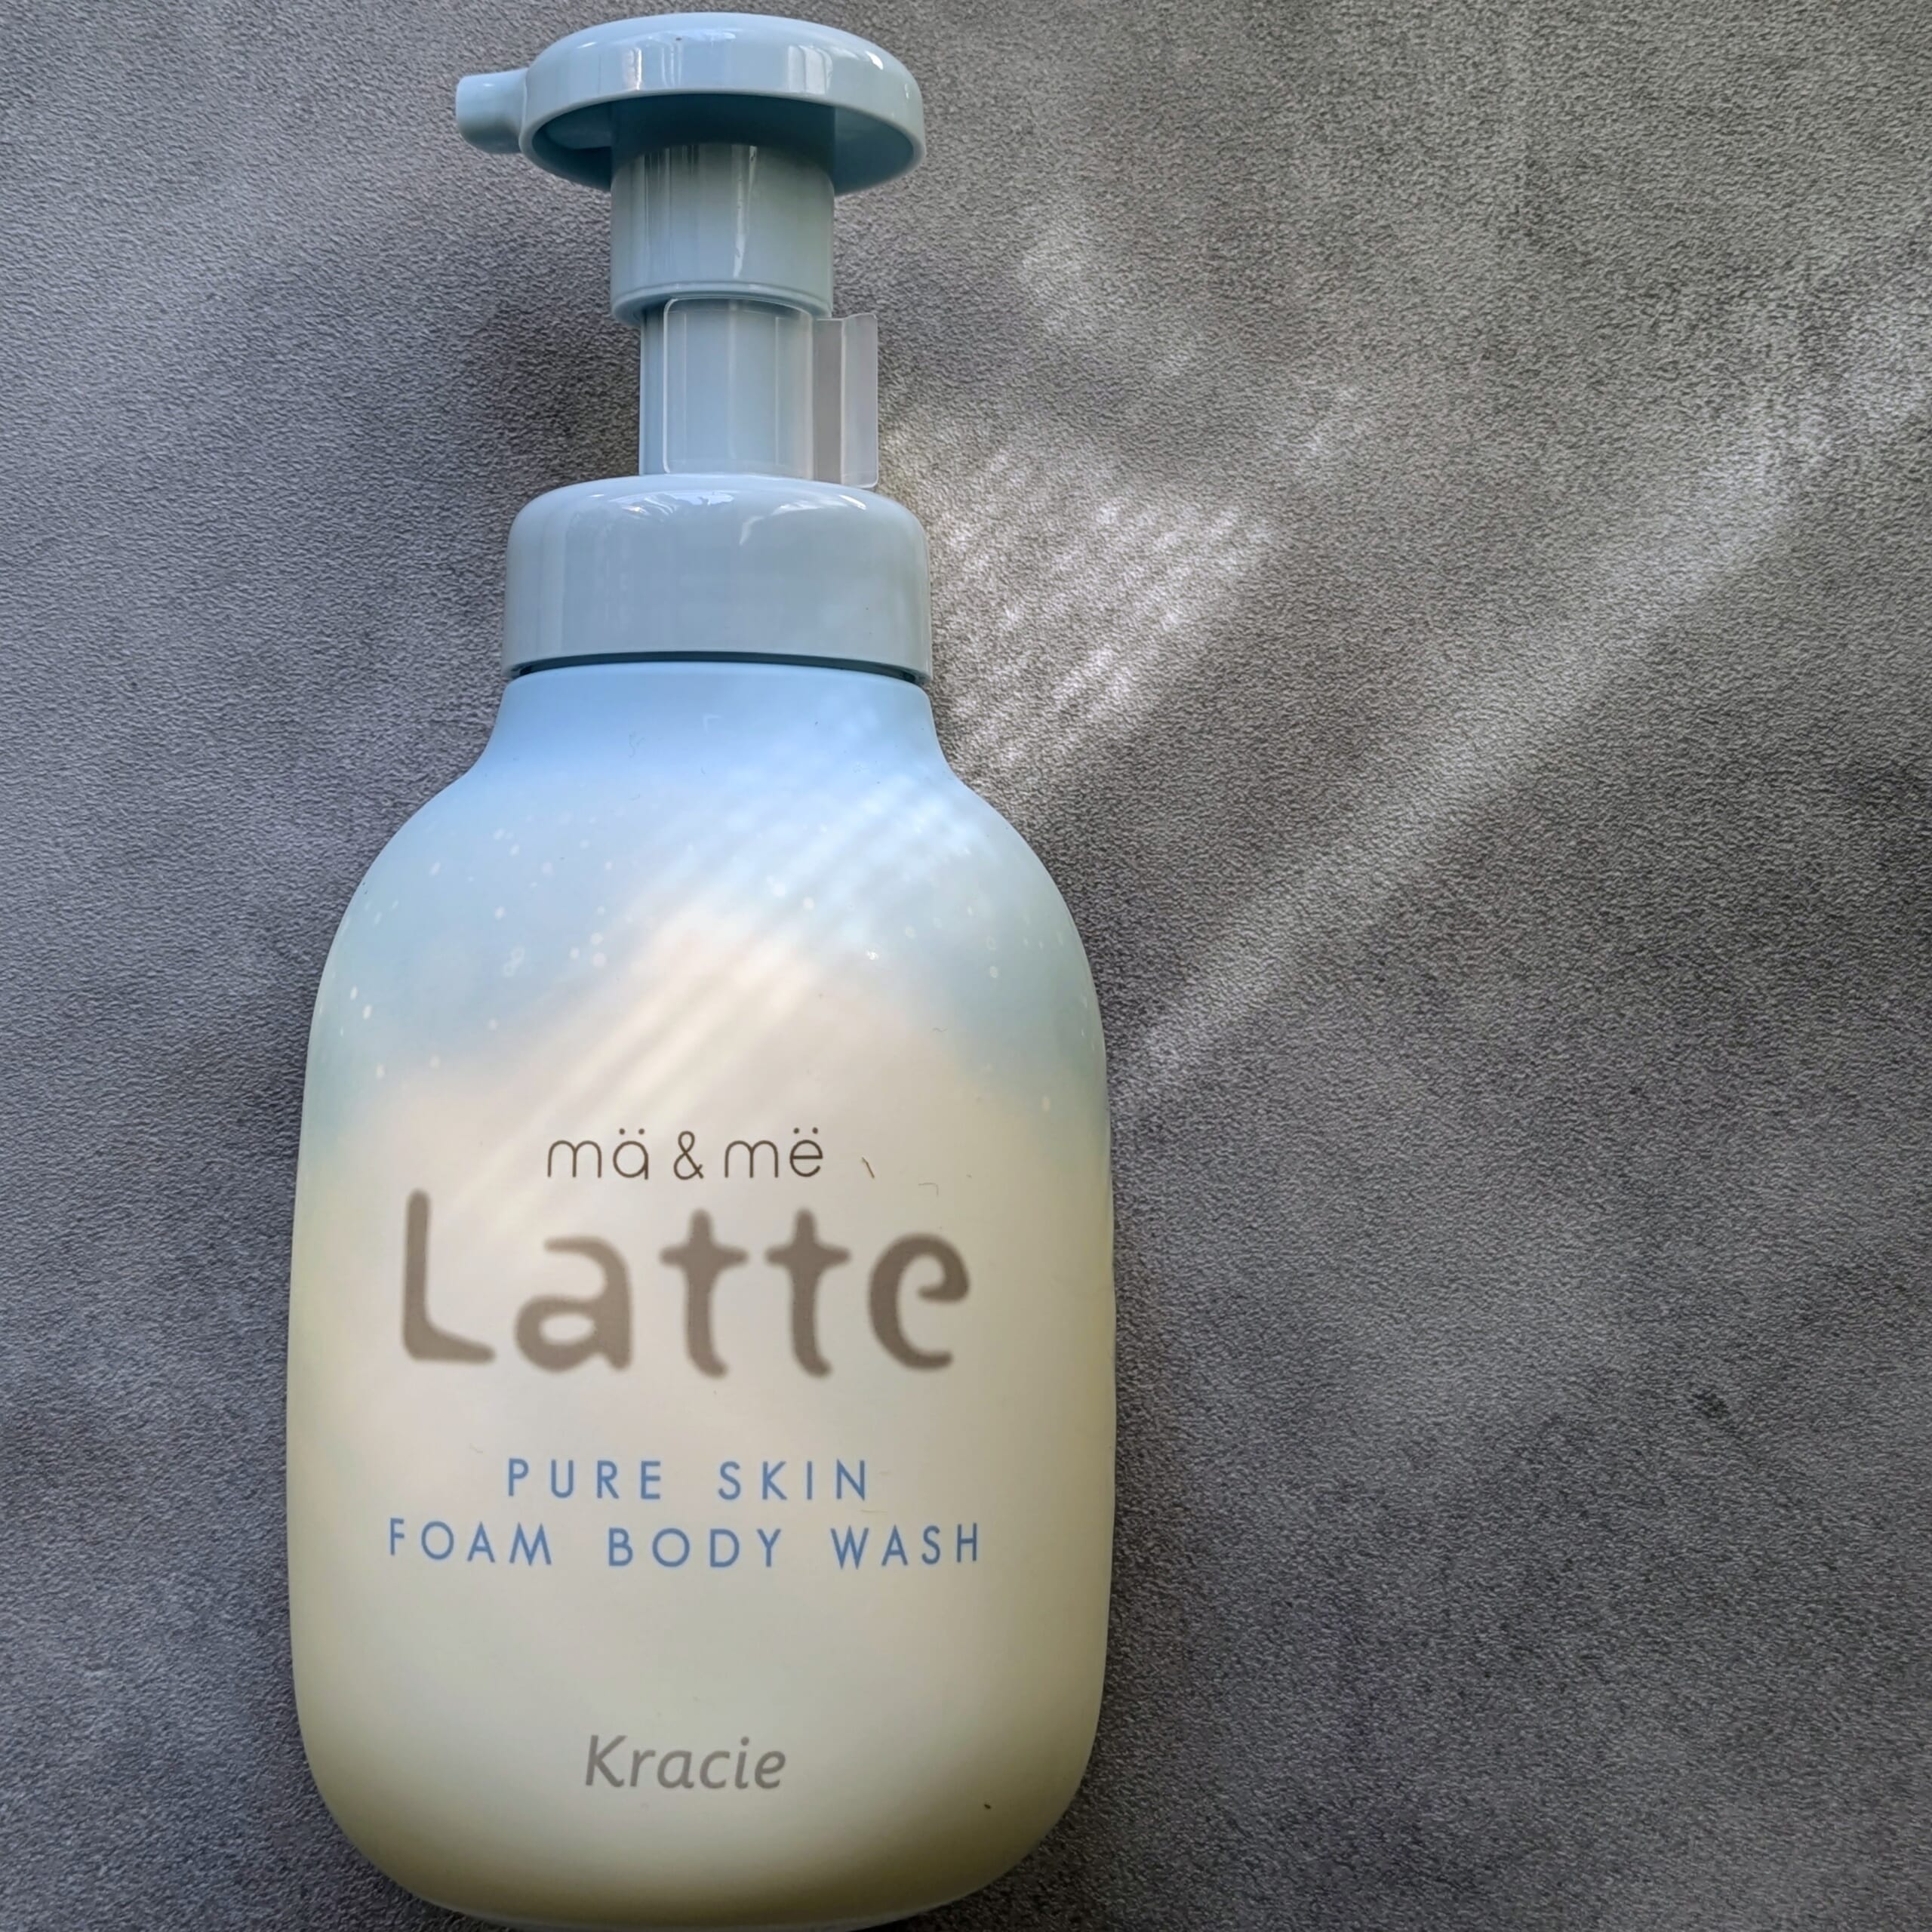 mä & më
Latte
PURE SKIN
FOAM BODY WASH
Kracie